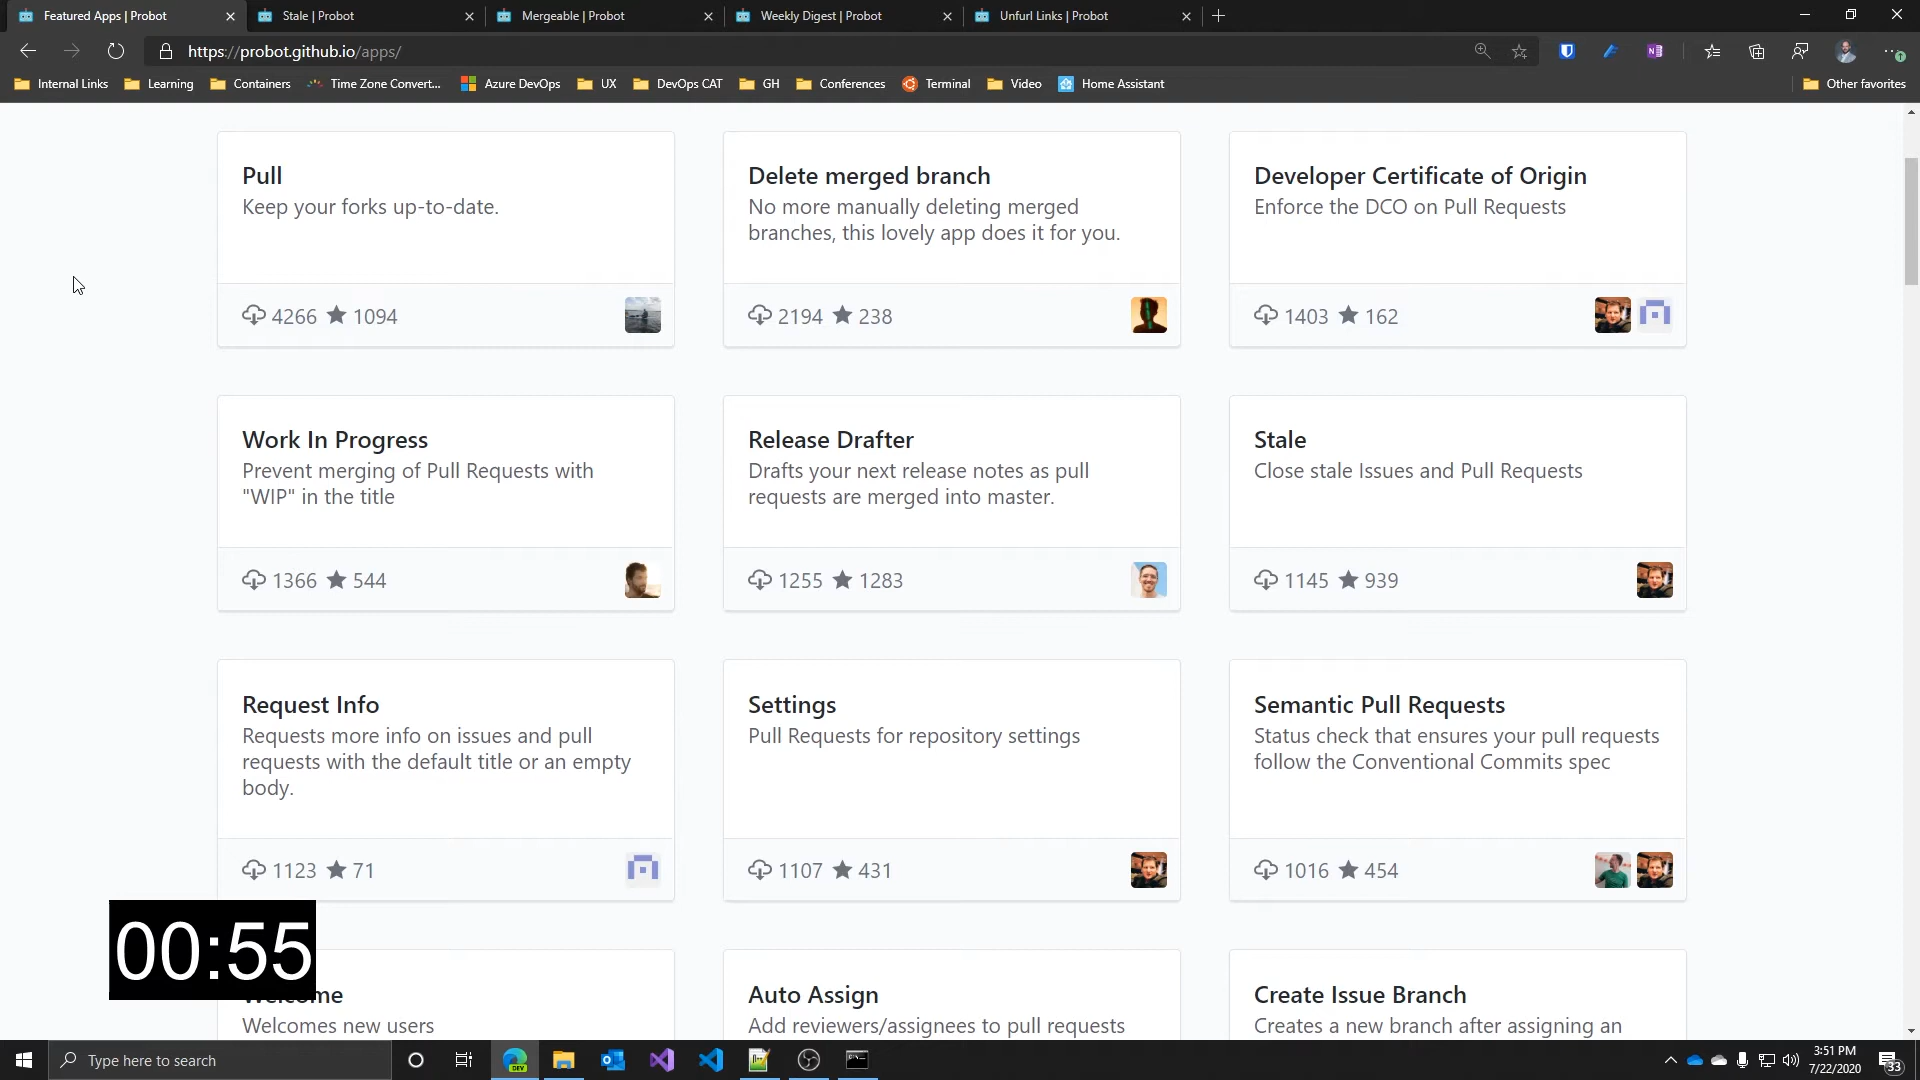 Featured Apps | Probot
Stale | Probot
Mergeable | Probot
Weekly Digest | Probot
Unfurl Links | Probot
https://probot.github.io/apps/
Internal Links
Learning
Containers
Time Zone Convert...
Azure DevOps
UX
DevOps CAT
GH
Conferences
Terminal
Video
Home Assistant
Other favorites
Pull
Keep your forks up-to-date.
4266 1094
Delete merged branch
No more manually deleting merged
branches, this lovely app does it for you.
2194 238
Developer Certificate of Origin
Enforce the DCO on Pull Requests
1403 162
Work In Progress
Prevent merging of Pull Requests with
"WIP" in the title
1366 544
Release Drafter
Drafts your next release notes as pull
requests are merged into master.
1255 1283
Stale
Close stale Issues and Pull Requests
1145 939
Request Info
Requests more info on issues and pull
requests with the default title or an empty
body.
1123 71
Settings
Pull Requests for repository settings
1107 431
Semantic Pull Requests
Status check that ensures your pull requests
follow the Conventional Commits spec
1016 454
00:55
Welcome
Welcomes new users
Auto Assign
Add reviewers/assignees to pull requests
Create Issue Branch
Creates a new branch after assigning an
Type here to search
DEV
3:51 PM
7/22/2020
33